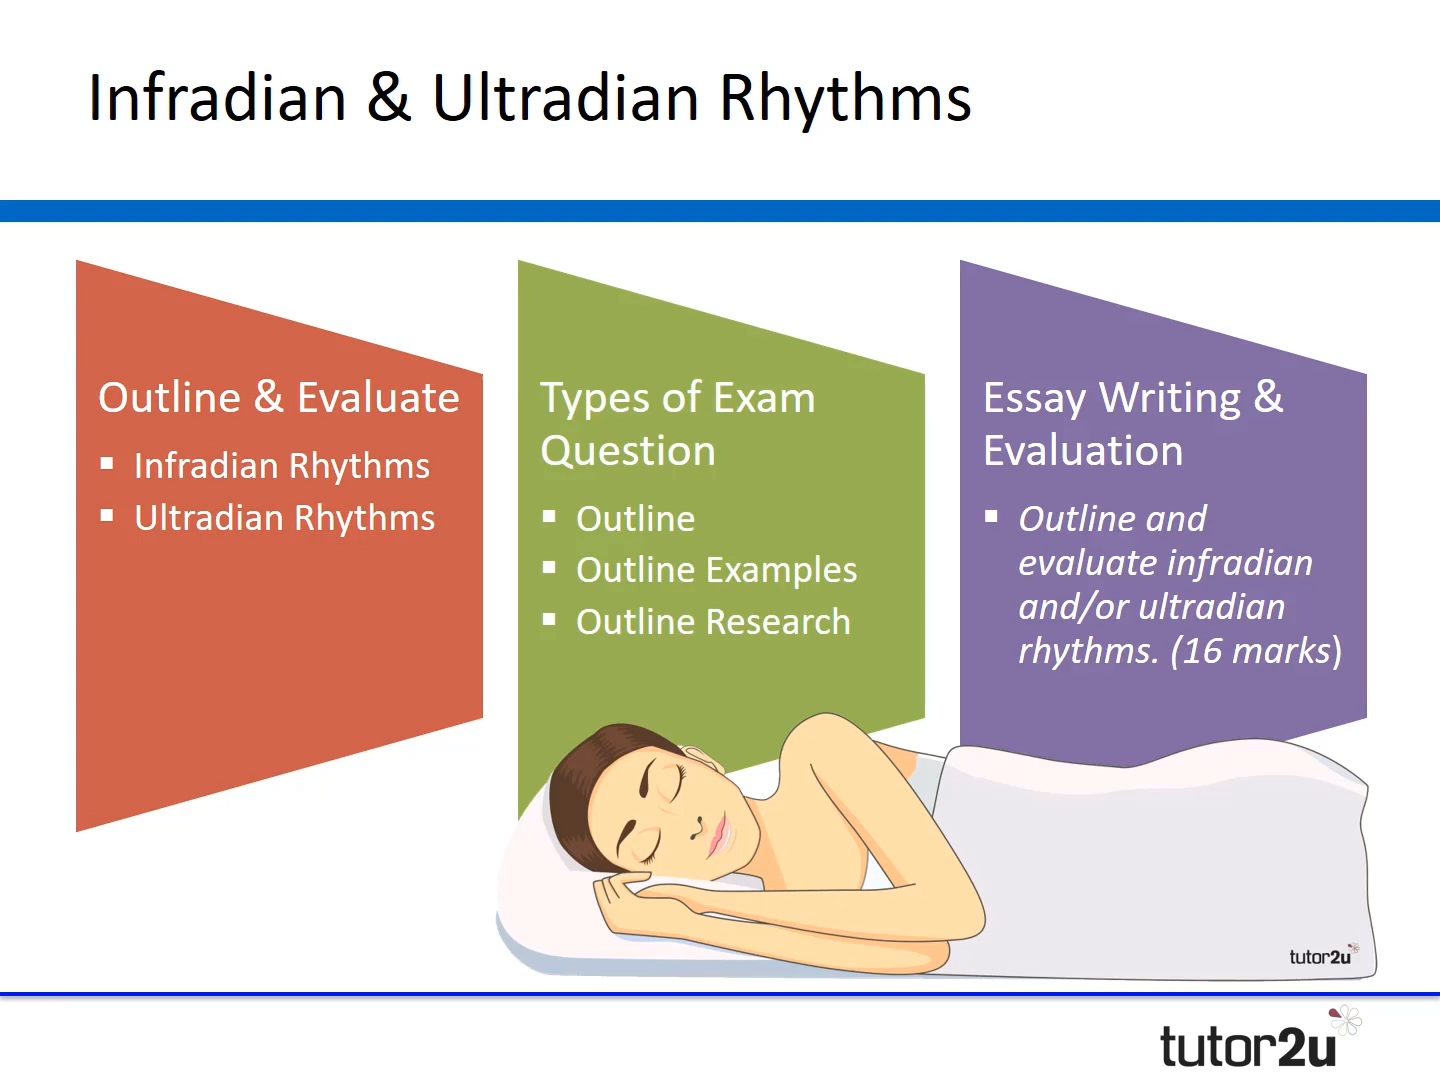 Infradian & Ultradian Rhythms
Outline & Evaluate
▪ Infradian Rhythms
▪ Ultradian Rhythms
Types of Exam
Question
▪ Outline
▪ Outline Examples
▪ Outline Research
Essay Writing &
Evaluation
▪ Outline and
evaluate infradian
and/or ultradian
rhythms. (16 marks)
tutor2u
tutor2u